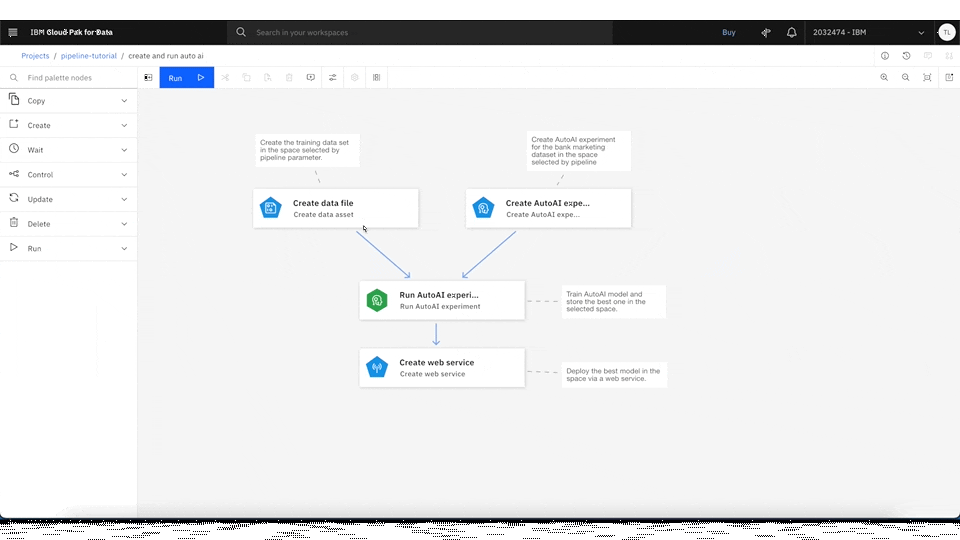 IBM Cloud Pak for Data
Search in your workspaces
Buy
2032474 - IBM
TL
Projects / pipeline-tutorial / create and run auto ai
Find palette nodes
Run
Copy
Create
Wait
Control
Update
Delete
Run
Create the training data set
in the space selected by
pipeline parameter.
Create AutoAI experiment
for the bank marketing
dataset in the space
selected by pipeline
Create data file
Create data asset
Create AutoAI expe...
Create AutoAI expe...
Run AutoAI experi...
Run AutoAI experiment
Train AutoAI model and
store the best one in the
selected space.
Create web service
Create web service
Deploy the best model in the
space via a web service.